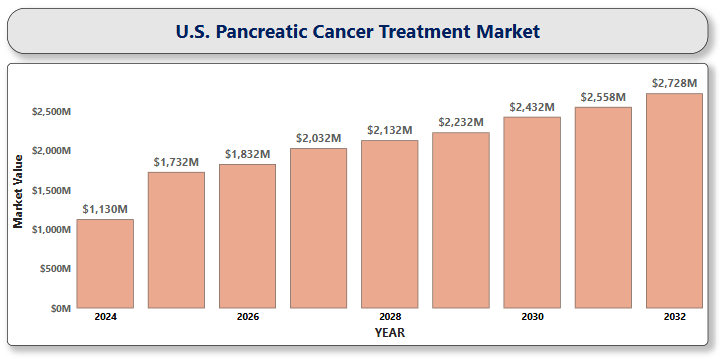 U.S. Pancreatic Cancer Treatment Market
Market Value
$2,500M
$2,000M
$1,500M
$1,000M
$500M
$0M
$1,130M
$1,732M
$1,832M
$2,032M
$2,132M
$2,232M
$2,432M
$2,558M
$2,728M
2024
2026
2028
2030
2032
YEAR